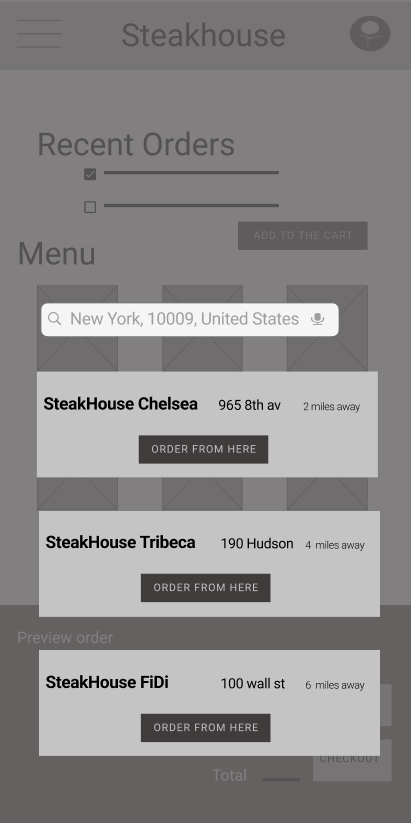 Steakhouse
Recent Orders
ADD TO THE CART
Menu
New York, 10009, United States
SteakHouse Chelsea 965 8th av 2 miles away
ORDER FROM HERE
SteakHouse Tribeca 190 Hudson 4 miles away
ORDER FROM HERE
Preview order
SteakHouse FiDi 100 wall st 6 miles away
ORDER FROM HERE
CHECKOUT
Total